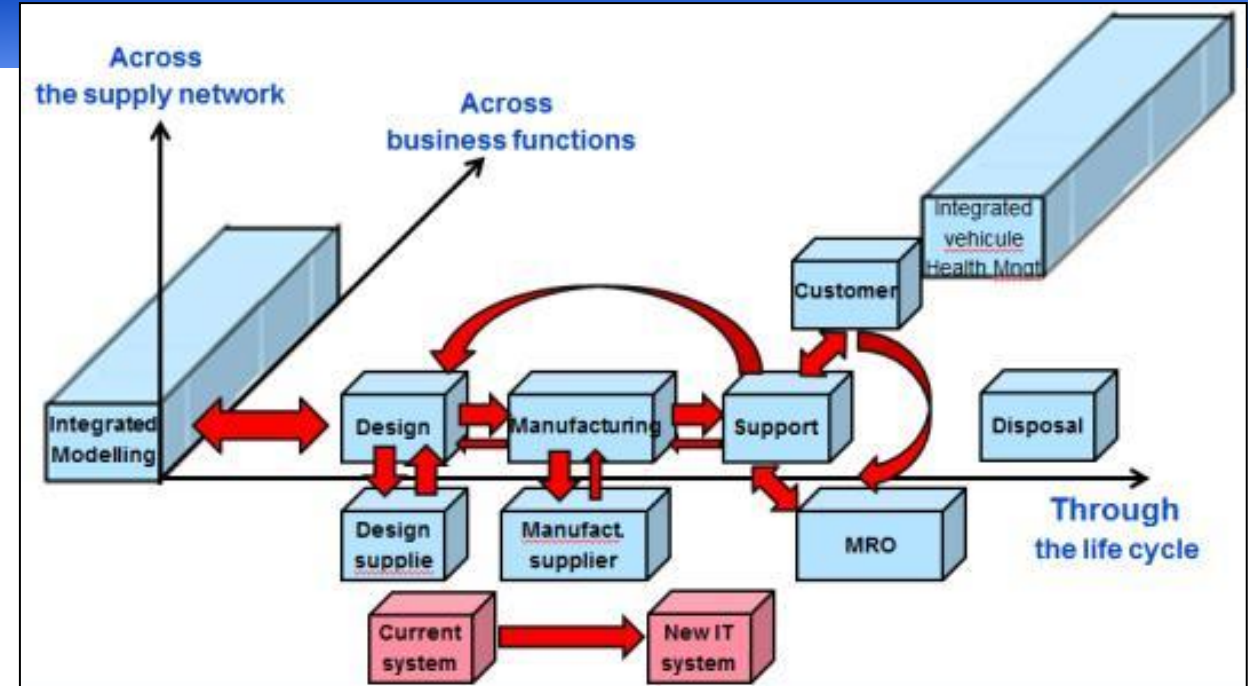 Across
the supply network
Across
business functions
Integrated
vehicule
Health Mngt
Customer
Integrated
Modelling
Design
Manufacturing
Support
Disposal
Design
supplie
Manufact.
supplier
MRO
Through
the life cycle
Current
system
New IT
system